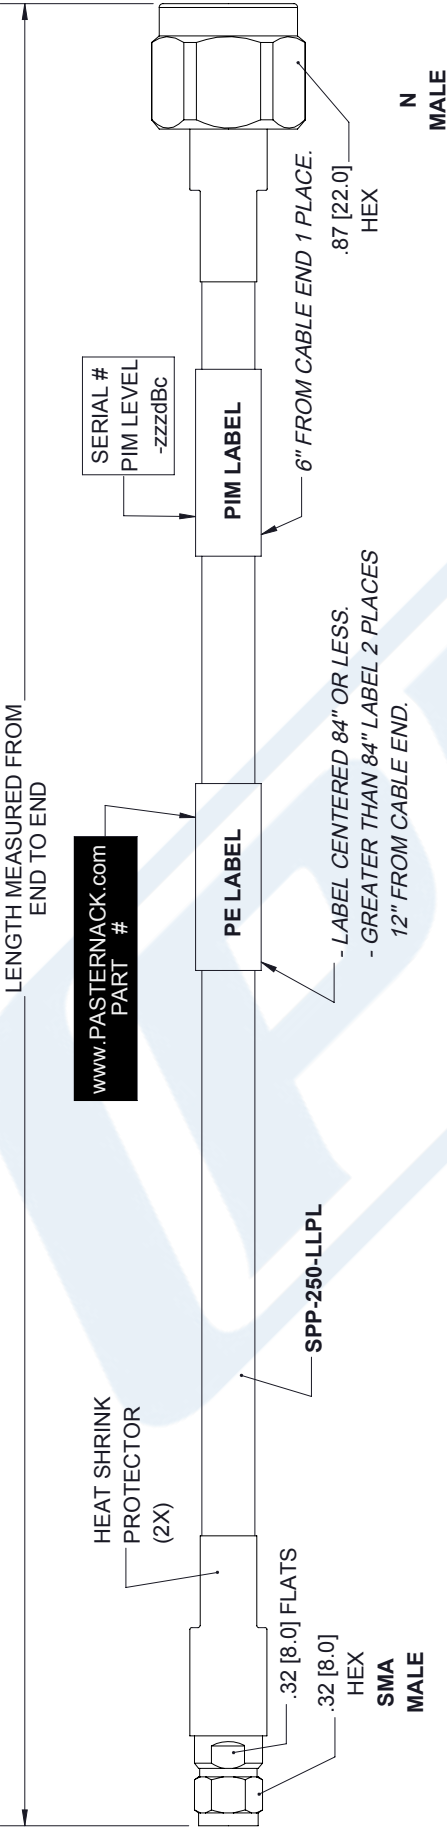 LENGTH MEASURED FROM
END TO END
HEAT SHRINK
PROTECTOR
(2X)
www.PASTERNACK.com
PART #
SERIAL #
PIM LEVEL
-zzzdBc
PE LABEL
PIM LABEL
.32 [8.0] FLATS
.32 [8.0]
HEX
SMA
MALE
SPP-250-LLPL
- LABEL CENTERED 84" OR LESS.
- GREATER THAN 84" LABEL 2 PLACES
12" FROM CABLE END.
6" FROM CABLE END 1 PLACE.
.87 [22.0]
HEX
N
MALE